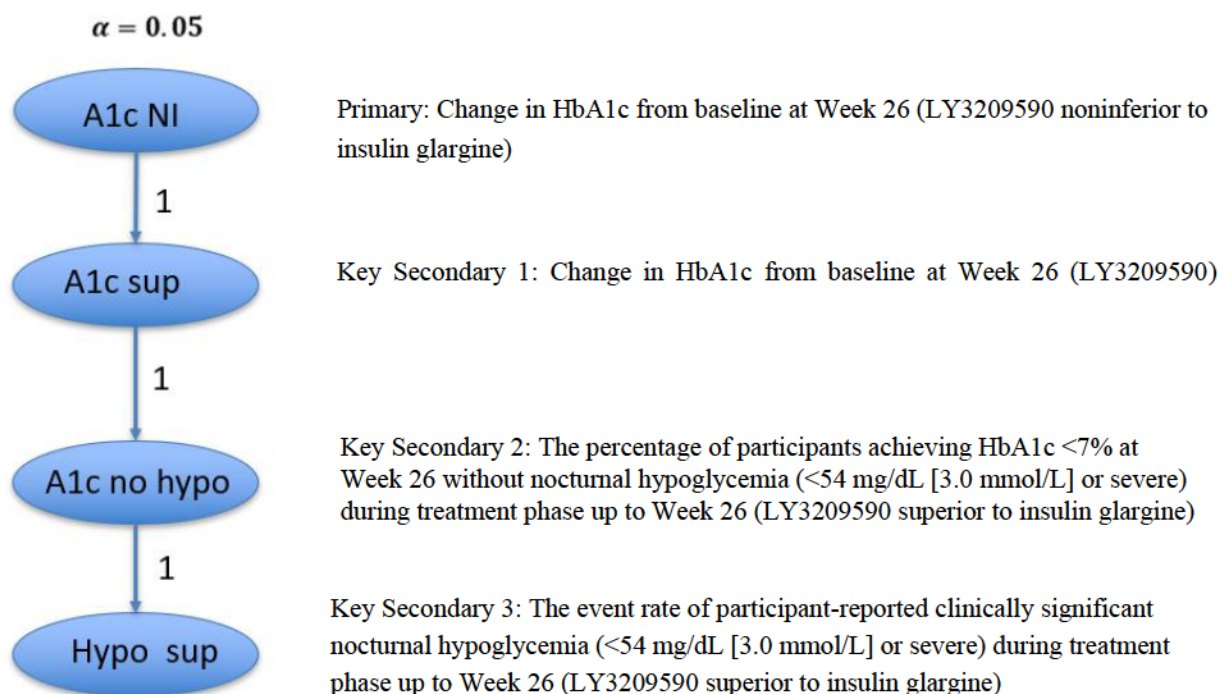 α = 0.05
A1c NI
Primary: Change in HbA1c from baseline at Week 26 (LY3209590 noninferior to
insulin glargine)
1
A1c sup
Key Secondary 1: Change in HbA1c from baseline at Week 26 (LY3209590)
1
A1c no hypo
Key Secondary 2: The percentage of participants achieving HbA1c <7% at
Week 26 without nocturnal hypoglycemia (<54 mg/dL [3.0 mmol/L] or severe)
during treatment phase up to Week 26 (LY3209590 superior to insulin glargine)
1
Hypo sup
Key Secondary 3: The event rate of participant-reported clinically significant
nocturnal hypoglycemia (<54 mg/dL [3.0 mmol/L] or severe) during treatment
phase up to Week 26 (LY3209590 superior to insulin glargine)